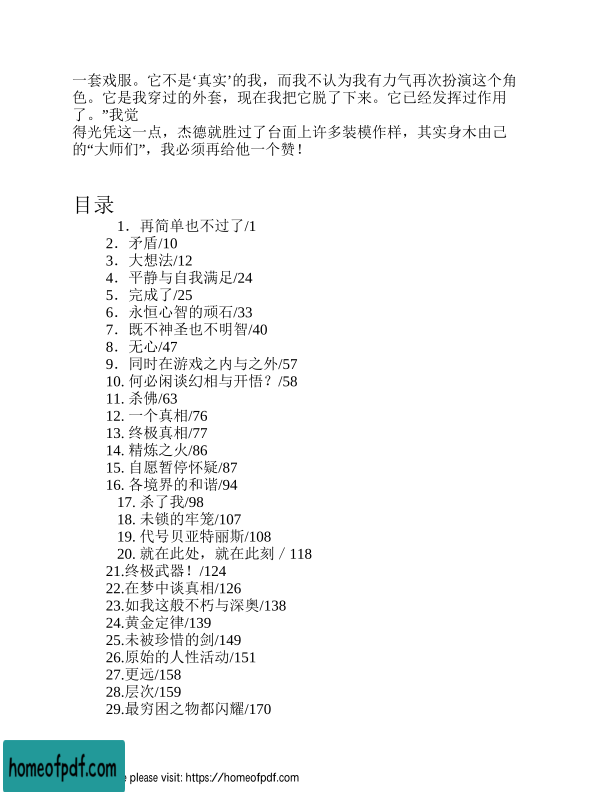 一套戏服。它不是‘真实’的我，而我不认为我有力气再次扮演这个角
色。它是我穿过的外套，现在我把它脱了下来。它已经发挥过作用
了。”我觉
得光凭这一点，杰德就胜过了台面上许多装模作样，其实身木由己
的“大师们”，我必须再给他一个赞！
目录
1．再简单也不过了/1
2．矛盾/10
3．大想法/12
4．平静与自我满足/24
5．完成了/25
6．永恒心智的顽石/33
7．既不神圣也不明智/40
8．无心/47
9．同时在游戏之内与之外/57
10. 何必闲谈幻相与开悟？/58
11. 杀佛/63
12. 一个真相/76
13. 终极真相/77
14. 精炼之火/86
15. 自愿暂停怀疑/87
16. 各境界的和谐/94
17. 杀了我/98
18. 未锁的牢笼/107
19. 代号贝亚特丽斯/108
20. 就在此处，就在此刻／118
21.终极武器！/124
22.在梦中谈真相/126
23.如我这般不朽与深奥/138
24.黄金定律/139
25.未被珍惜的剑/149
26.原始的人性活动/151
27.更远/158
28.层次/159
29.最穷困之物都闪耀/170
homeofpdf.com
e please visit: https://homeofpdf.com